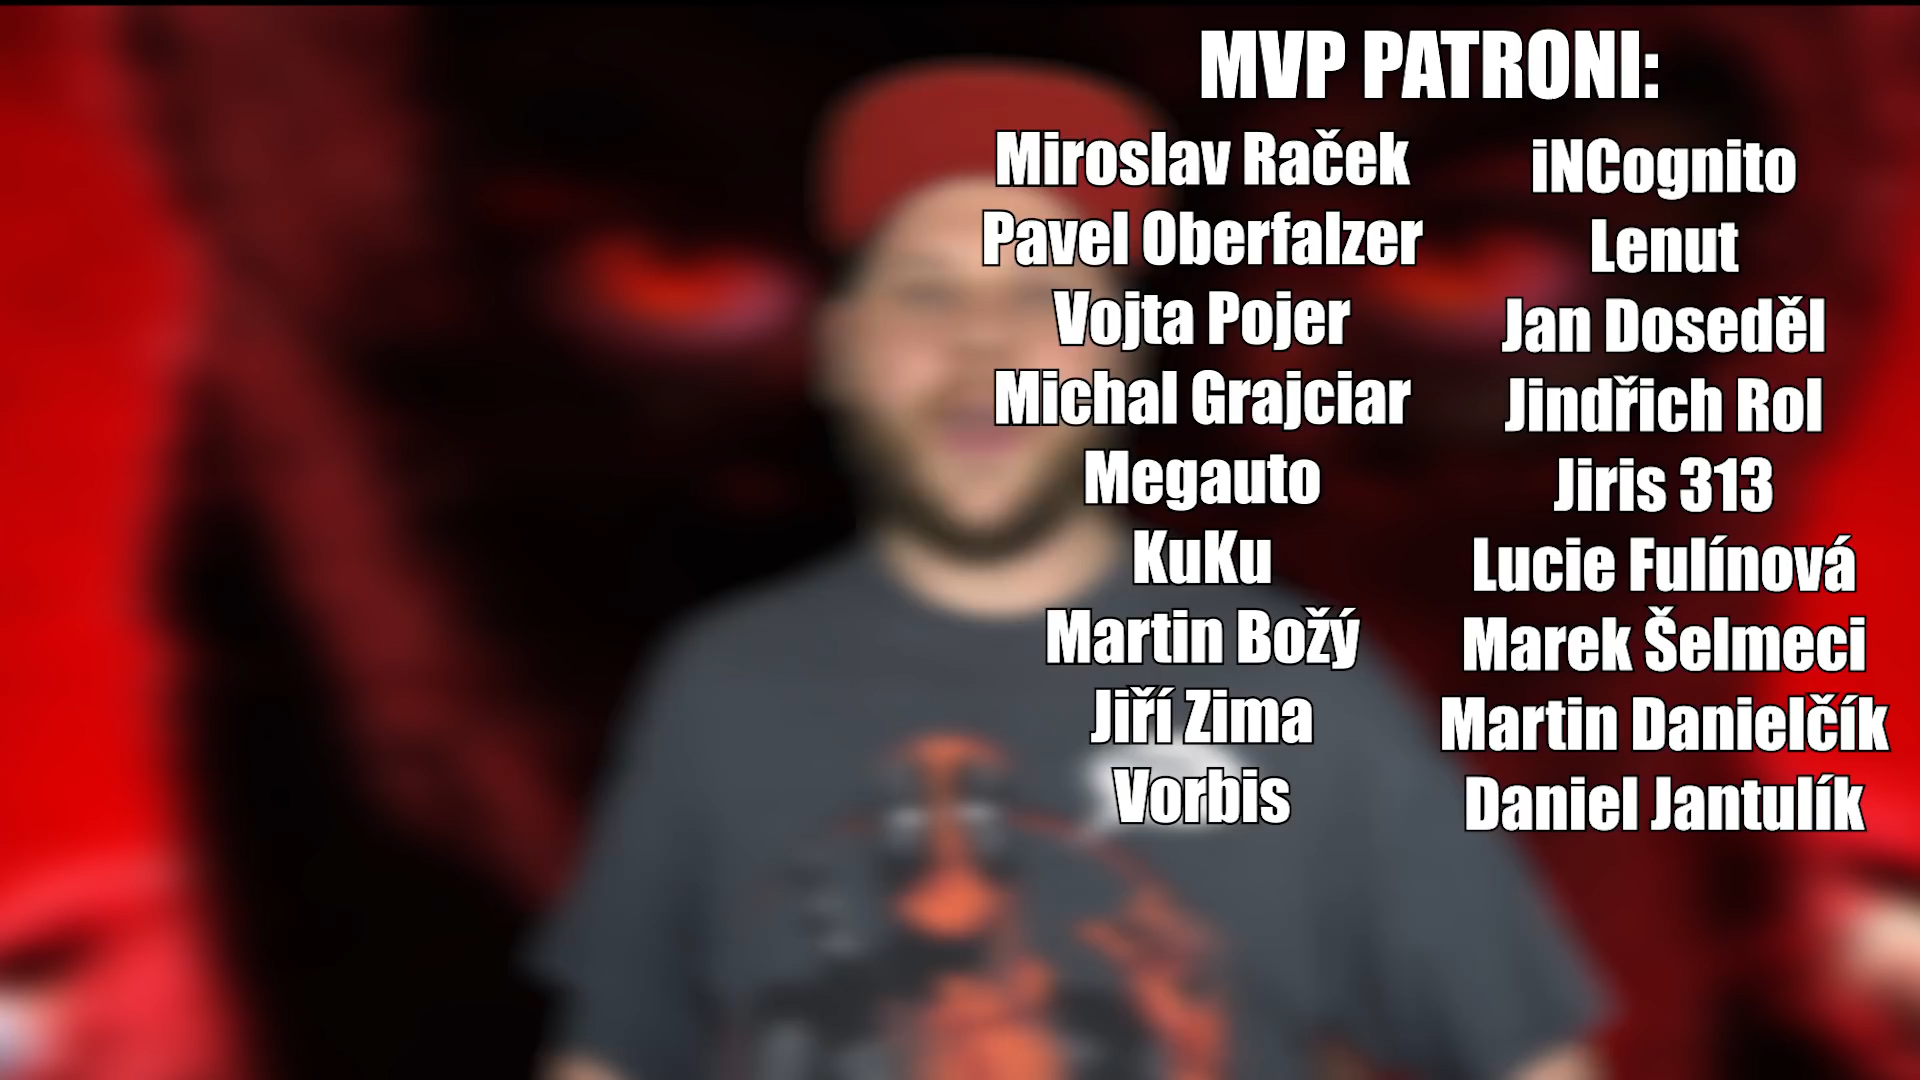 MVP PATRONI:
Miroslav Raček
Pavel Oberfalzer
Vojta Pojer
Michal Grajciar
Megauto
KuKu
Martin Božý
Jiří Zima
Vorbis
iNCognito
Lenut
Jan Doseděl
Jindřich Rol
Jiris 313
Lucie Fulínová
Marek Šelmeci
Martin Danielčík
Daniel Jantulík